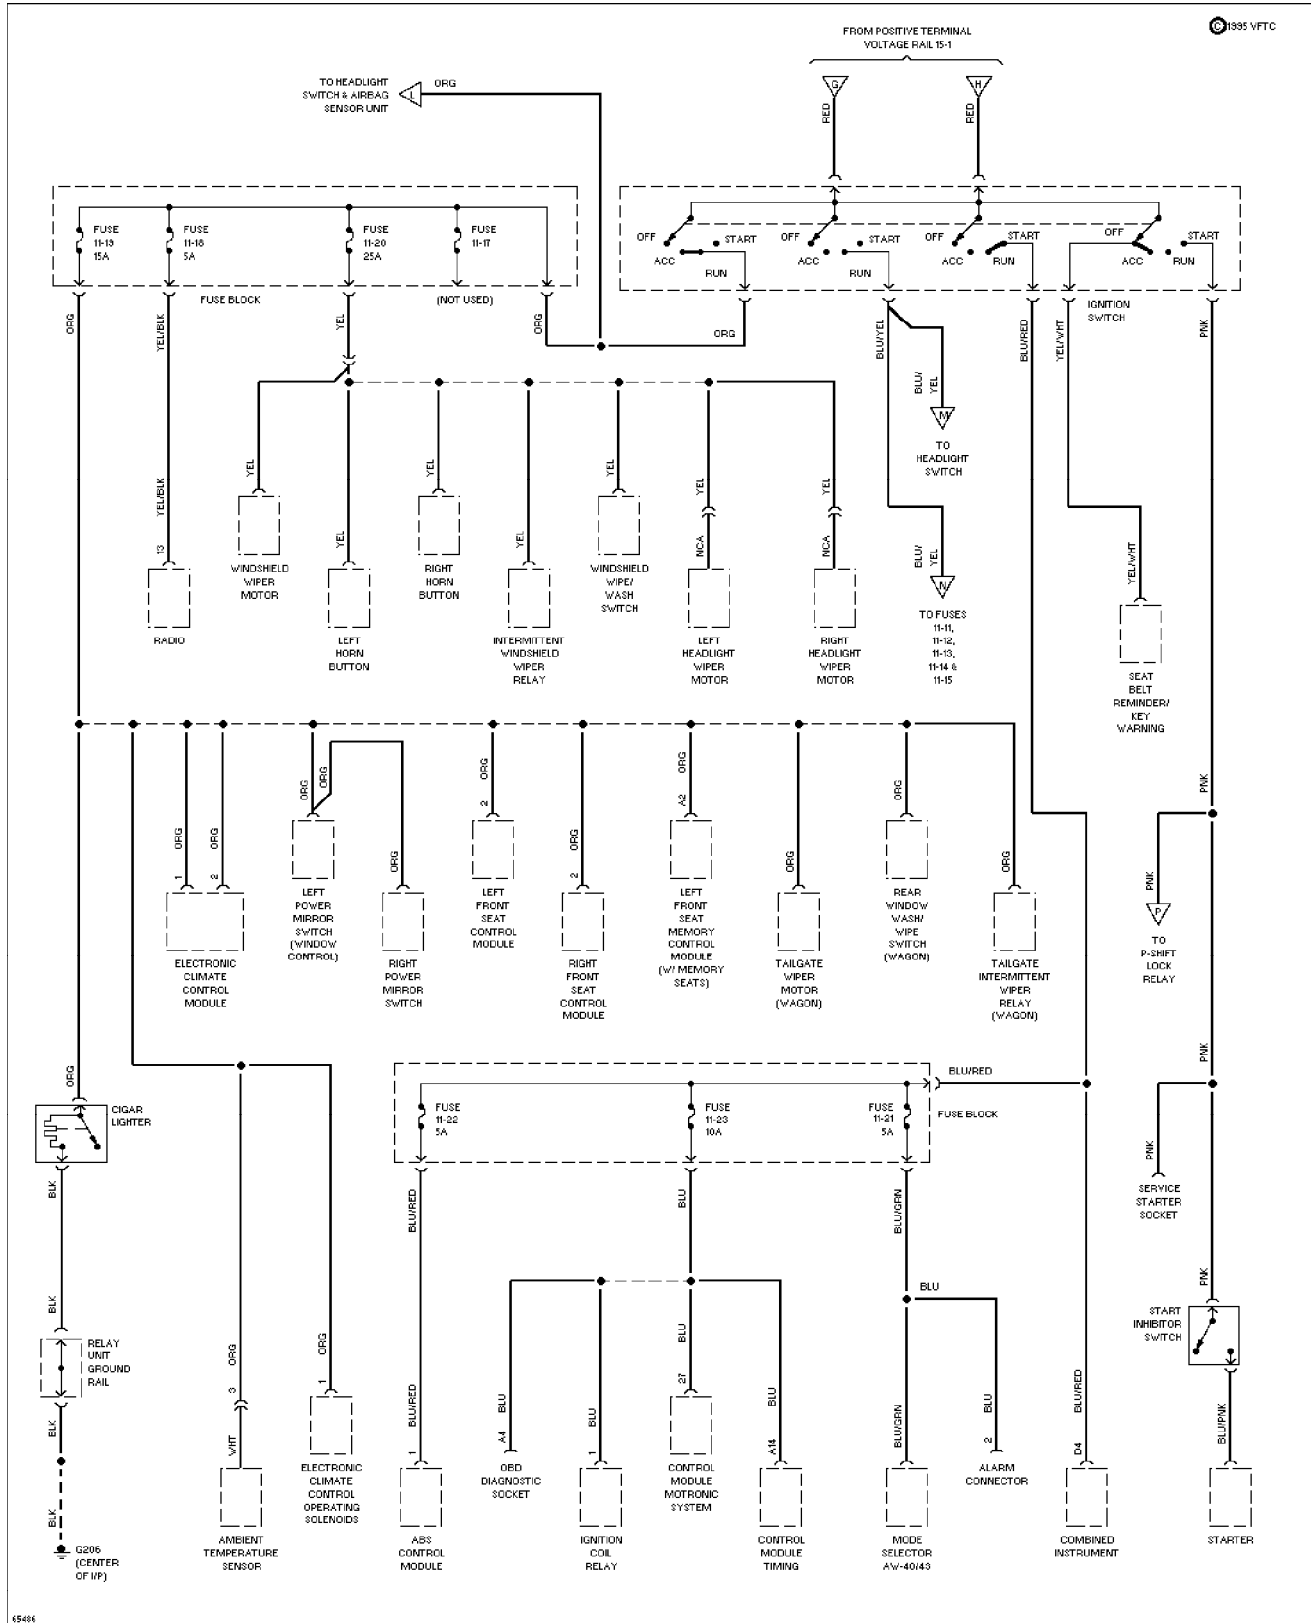 © 1995 VFTC
FROM POSITIVE TERMINAL
VOLTAGE RAIL 15-1
TO HEADLIGHT
SWITCH & AIRBAG
SENSOR UNIT
L
ORG
G
H
RED
RED
FUSE
11-19
15A
FUSE
11-18
5A
FUSE
11-20
25A
FUSE
11-17
FUSE BLOCK
(NOT USED)
OFF
ACC
START
RUN
OFF
ACC
START
RUN
OFF
ACC
START
RUN
OFF
ACC
START
RUN
IGNITION
SWITCH
ORG
YEL/BLK
YEL
ORG
ORG
BLU/YEL
BLU/RED
YEL/WHT
PNK
BLU/
YEL
M
TO
HEADLIGHT
SWITCH
YEL/BLK
13
YEL
YEL
YEL
YEL
YEL
YEL
NCA
YEL
NCA
BLU/
YEL
N
YEL/WHT
RADIO
WINDSHIELD
WIPER
MOTOR
LEFT
HORN
BUTTON
RIGHT
HORN
BUTTON
INTERMITTENT
WINDSHIELD
WIPER
RELAY
WINDSHIELD
WIPE/
WASH
SWITCH
LEFT
HEADLIGHT
WIPER
MOTOR
RIGHT
HEADLIGHT
WIPER
MOTOR
TO FUSES
11-11,
11-12,
11-13,
11-14 &
11-15
SEAT
BELT
REMINDER/
KEY
WARNING
ORG
1
ORG
2
ORG
ORG
ORG
ORG
2
ORG
2
ORG
A2
ORG
ORG
ORG
PNK
PNK
P
TO
P-SHIFT
LOCK
RELAY
ELECTRONIC
CLIMATE
CONTROL
MODULE
LEFT
POWER
MIRROR
SWITCH
(WINDOW
CONTROL)
RIGHT
POWER
MIRROR
SWITCH
LEFT
FRONT
SEAT
CONTROL
MODULE
RIGHT
FRONT
SEAT
CONTROL
MODULE
LEFT
FRONT
SEAT
MEMORY
CONTROL
MODULE
(W/ MEMORY
SEATS)
TAILGATE
WIPER
MOTOR
(WAGON)
REAR
WINDOW
WASH/
WIPE
SWITCH
(WAGON)
TAILGATE
INTERMITTENT
WIPER
RELAY
(WAGON)
ORG
CIGAR
LIGHTER
FUSE
11-22
5A
FUSE
11-23
10A
FUSE
11-21
5A
BLU/RED
FUSE BLOCK
PNK
PNK
SERVICE
STARTER
SOCKET
BLK
BLU/RED
BLU
BLU/GRN
BLU
PNK
START
INHIBITOR
SWITCH
BLK
RELAY
UNIT
GROUND
RAIL
BLK
BLK
G206
(CENTER
OF I/P)
ORG
3
WHT
ORG
1
BLU/RED
1
BLU
A4
BLU
1
BLU
27
BLU
A14
BLU/GRN
BLU
2
BLU/RED
D4
BLU/PNK
AMBIENT
TEMPERATURE
SENSOR
ELECTRONIC
CLIMATE
CONTROL
OPERATING
SOLENOIDS
ABS
CONTROL
MODULE
OBD
DIAGNOSTIC
SOCKET
IGNITION
COIL
RELAY
CONTROL
MODULE
MOTRONIC
SYSTEM
CONTROL
MODULE
TIMING
MODE
SELECTOR
AW-40/43
ALARM
CONNECTOR
COMBINED
INSTRUMENT
STARTER
65486